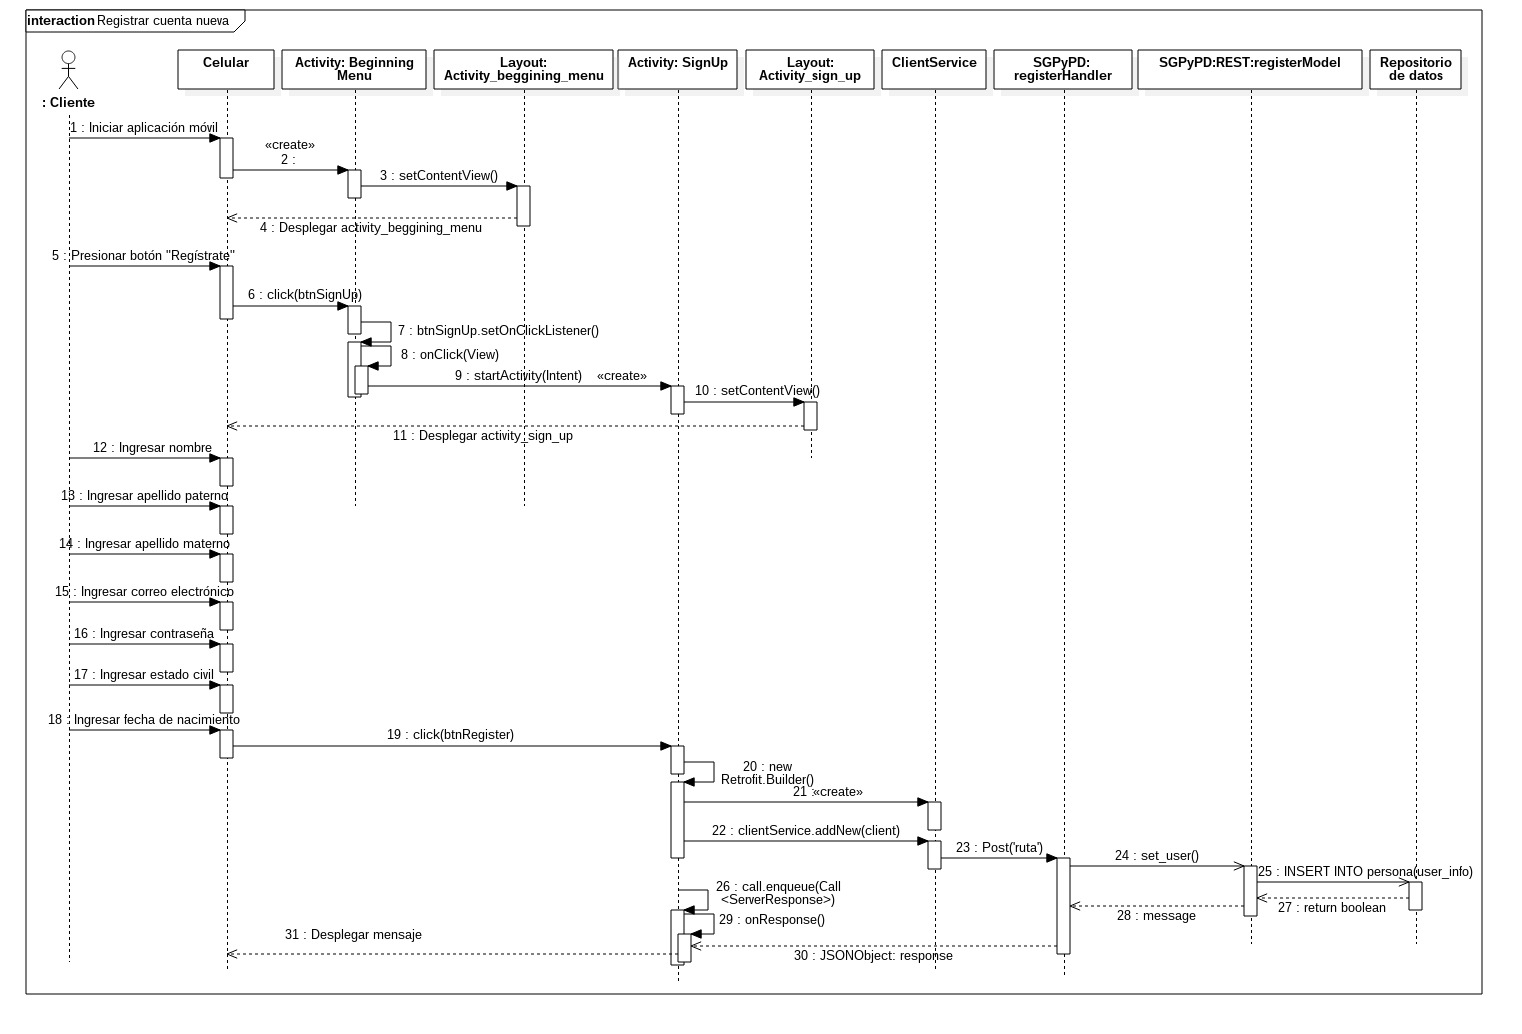 interaction Registrar cuenta nueva
: Cliente
Celular
Activity: Beginning
Menu
Layout:
Activity_beggining_menu
Activity: SignUp
Layout:
Activity_sign_up
ClientService
SGPyPD:
registerHandler
SGPyPD:REST:registerModel
Repositorio
de datos
1 : Iniciar aplicación móvil
«create»
2 :
3 : setContentView()
4 : Desplegar activity_beggining_menu
5 : Presionar botón "Regístrate"
6 : click(btnSignUp)
7 : btnSignUp.setOnClickListener()
8 : onClick(View)
9 : startActivity(Intent) «create»
10 : setContentView()
11 : Desplegar activity_sign_up
12 : Ingresar nombre
13 : Ingresar apellido paterno
14 : Ingresar apellido materno
15 : Ingresar correo electrónico
16 : Ingresar contraseña
17 : Ingresar estado civil
18 : Ingresar fecha de nacimiento
19 : click(btnRegister)
20 : new
Retrofit.Builder()
21 : «create»
22 : clientService.addNew(client)
23 : Post('ruta')
24 : set_user()
25 : INSERT INTO persona(user_info)
26 : call.enqueue(Call
<ServerResponse>)
27 : return boolean
28 : message
29 : onResponse()
30 : JSONObject: response
31 : Desplegar mensaje